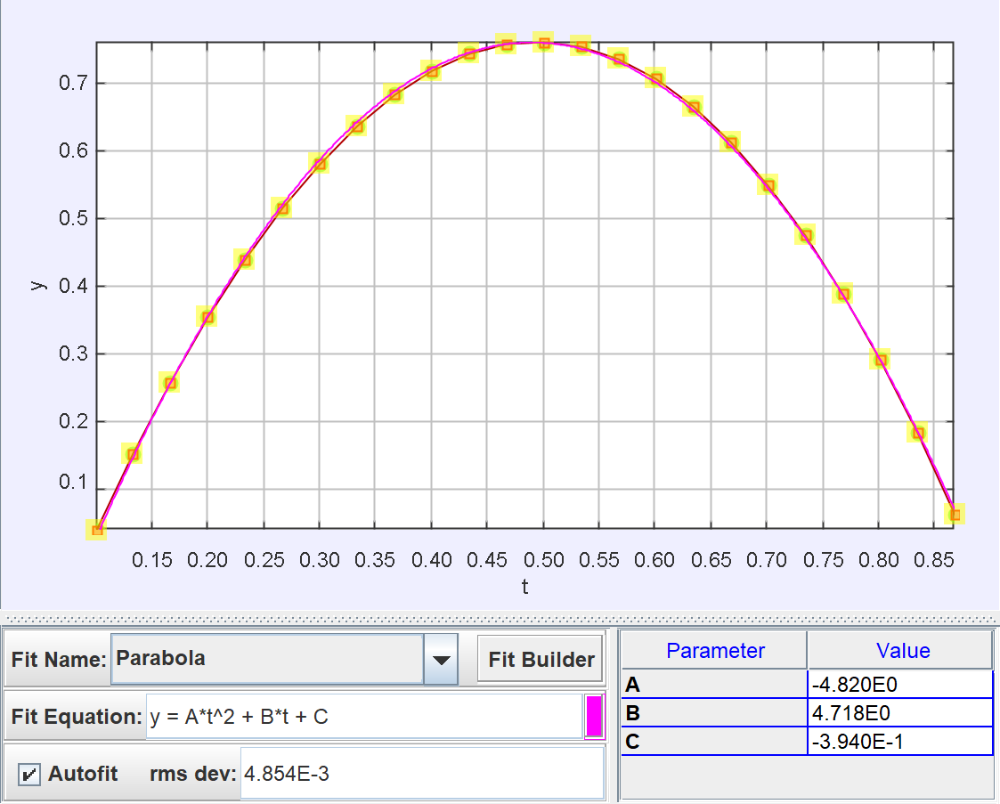 0.7
0.6
0.5
y
0.4
0.3
0.2
0.1
0.15 0.20 0.25 0.30 0.35 0.40 0.45 0.50 0.55 0.60 0.65 0.70 0.75 0.80 0.85
t
Fit Name: Parabola Fit Builder
Fit Equation: y = A*t^2 + B*t + C
Autofit rms dev: 4.854E-3
Parameter Value
A -4.820E0
B 4.718E0
C -3.940E-1